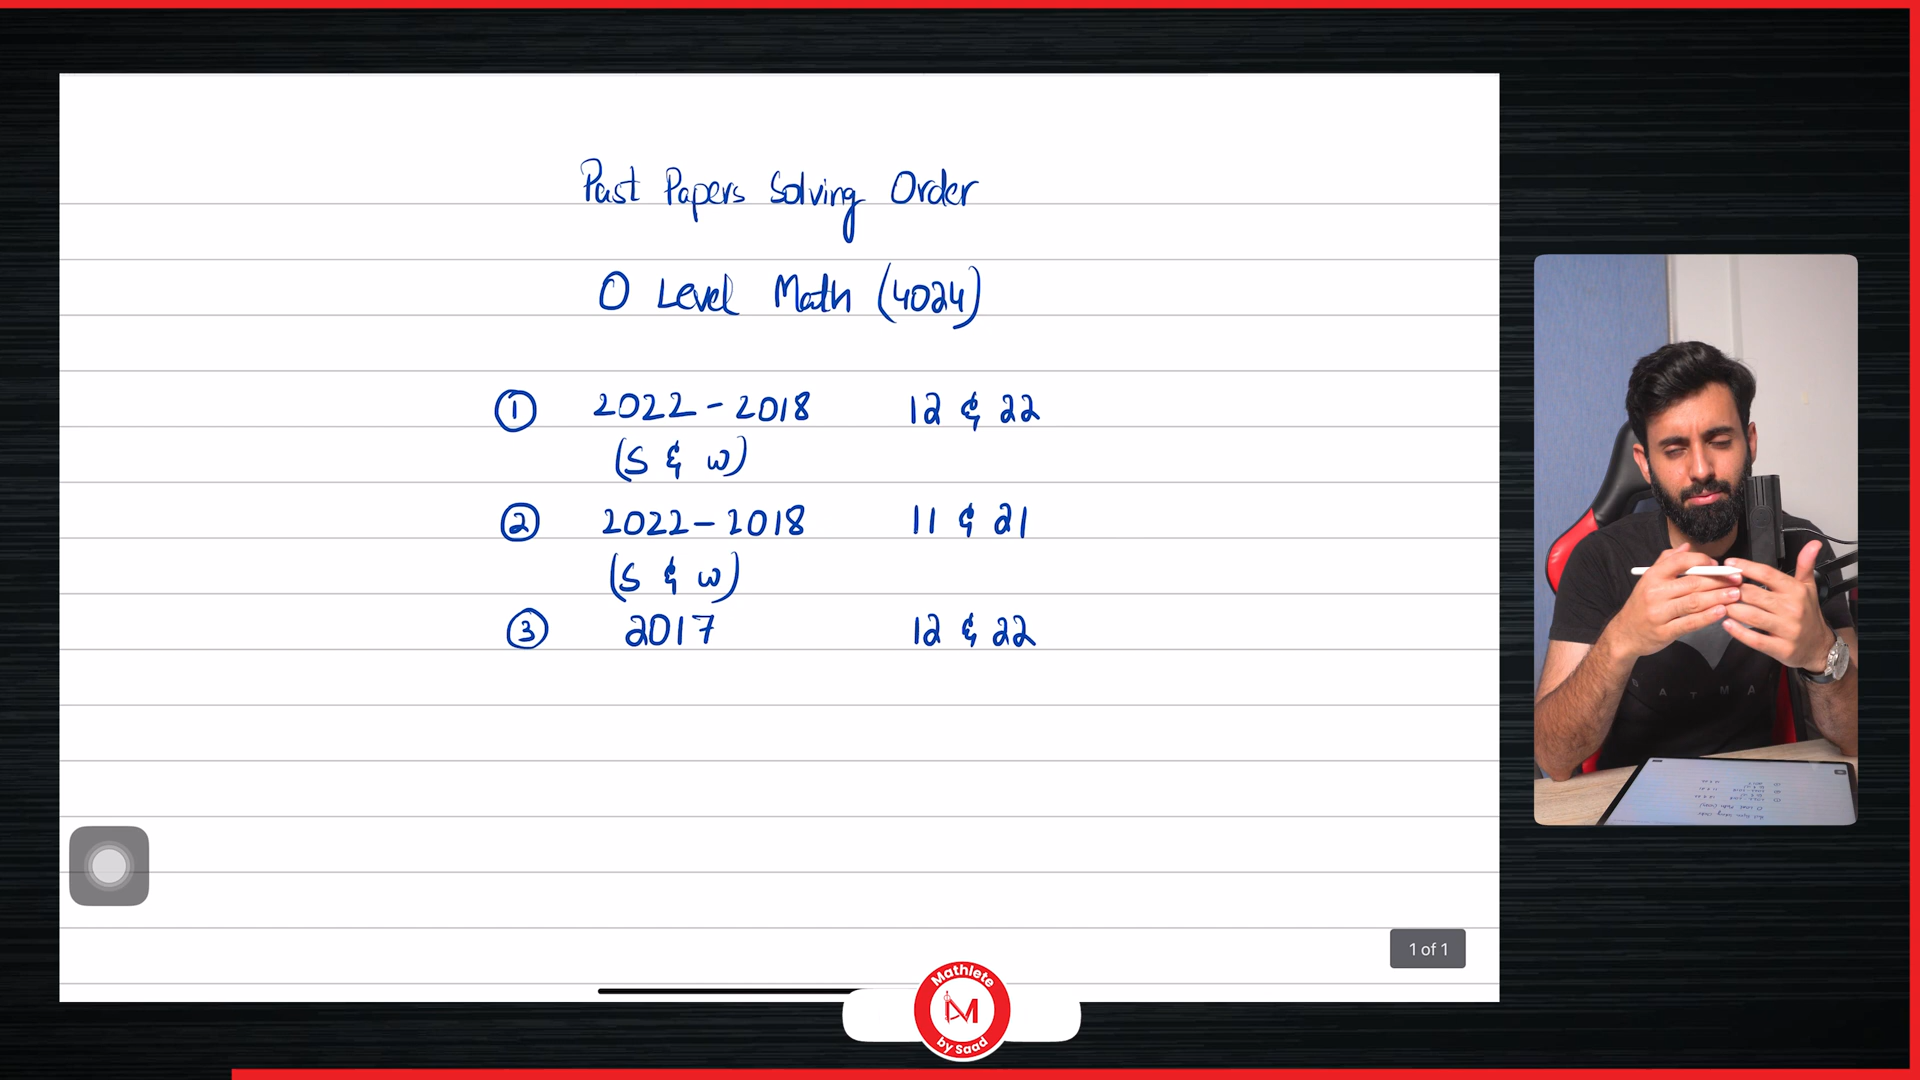 Past Papers Solving Order
O Level Math (4024)
① 2022 - 2018 12 & 22
(S & W)
② 2022 - 2018 11 & 21
(S & W)
③ 2017 12 & 22
BATMA
1 of 1
Mathlete
M
by Saad